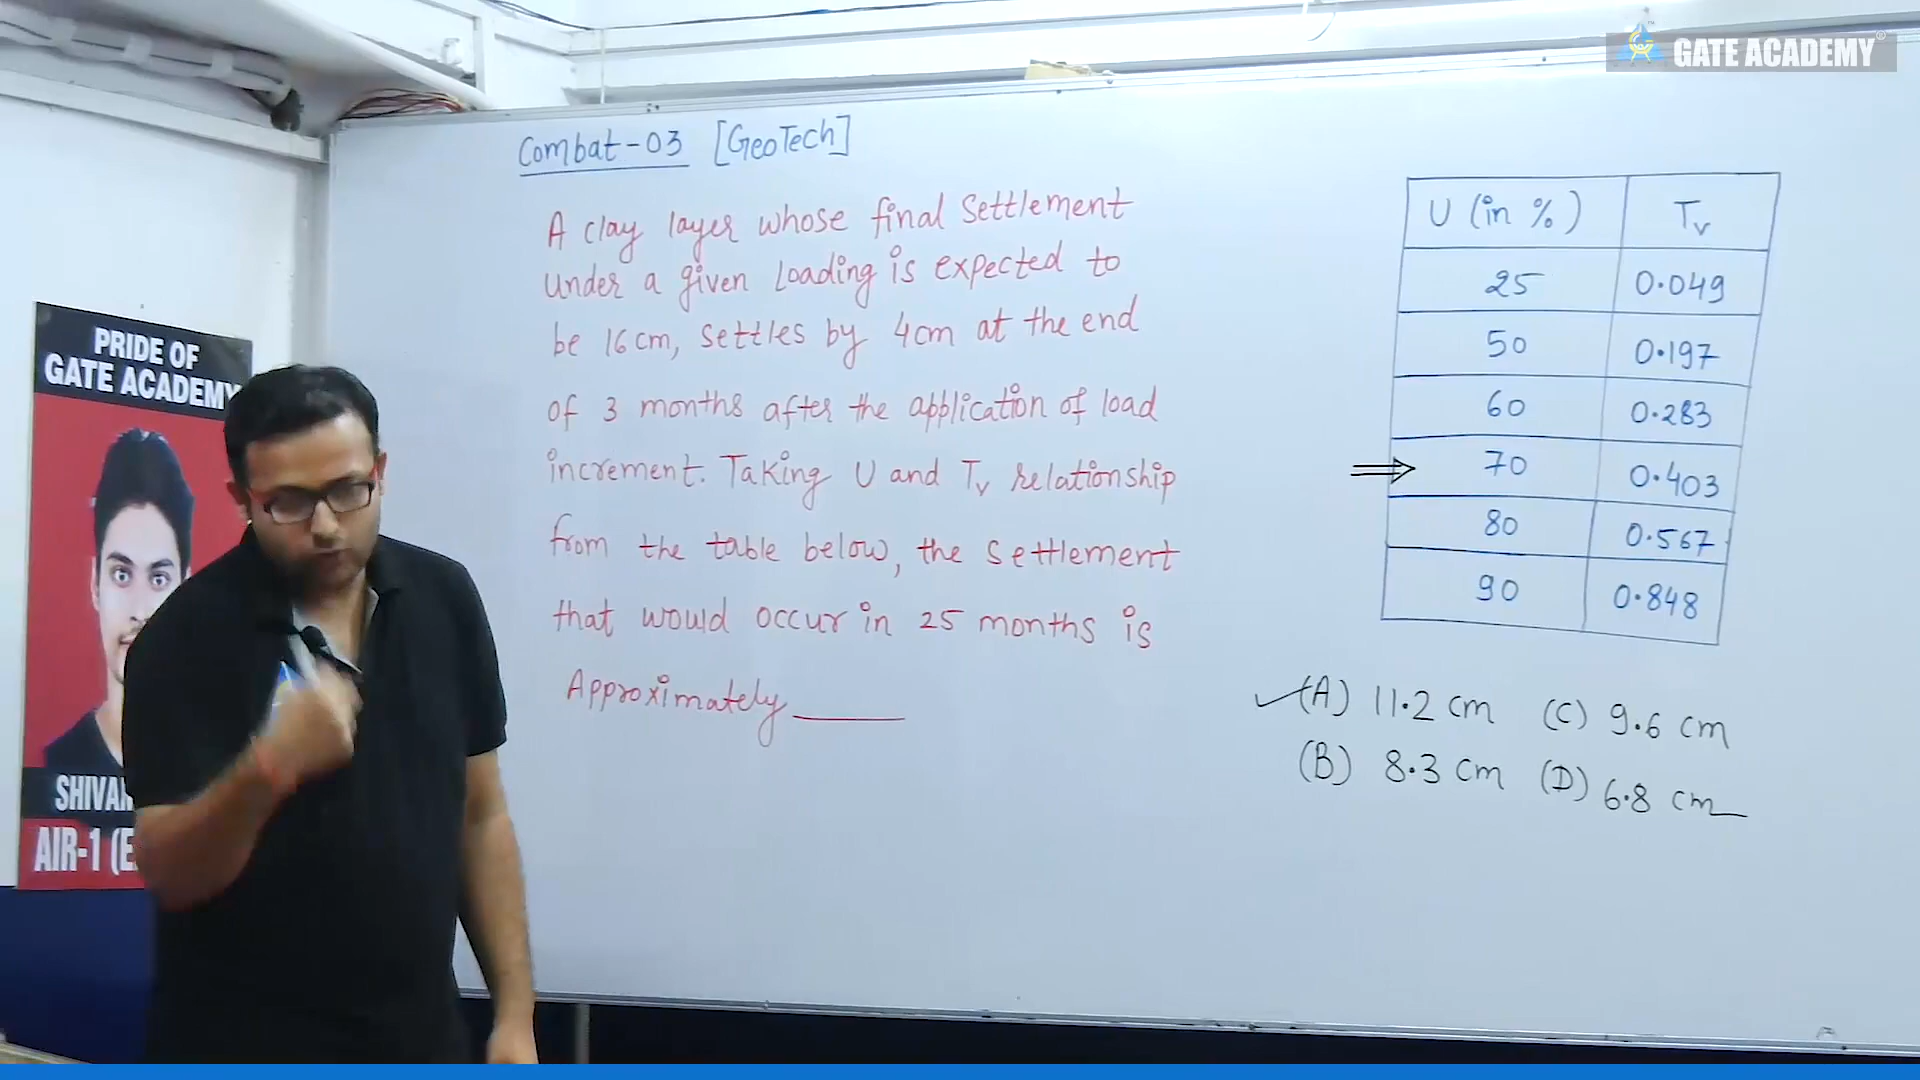 GATE ACADEMY
Combat-03 [GeoTech]
A clay layer whose final Settlement
Under a given Loading is expected to
be 16cm, settles by 4cm at the end
of 3 months after the application of load
increment. Taking U and Tv relationship
from the table below, the settlement
that would occur in 25 months is
Approximately ______
U (in %) Tv
25 0.049
50 0.197
60 0.283
⇒ 70 0.403
80 0.567
90 0.848
✓(A) 11.2 cm (C) 9.6 cm
(B) 8.3 cm (D) 6.8 cm
PRIDE OF
GATE ACADEMY
AIR-1